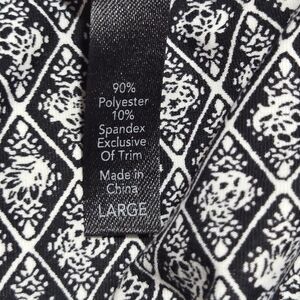 90%
Polyester
10%
Spandex
Exclusive
Of Trim
Made in
China
LARGE